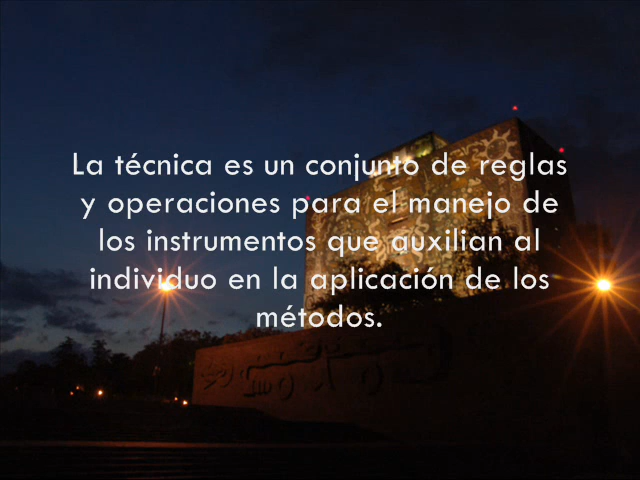 La técnica es un conjunto de reglas
y operaciones para el manejo de
los instrumentos que auxilian al
individuo en la aplicación de los
métodos.